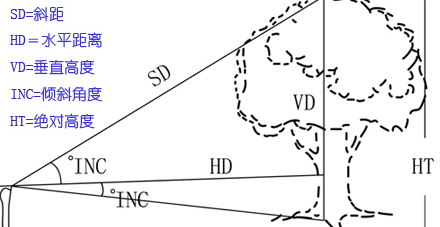 SD=斜距
HD＝水平距离
VD=垂直高度
INC=倾斜角度
HT=绝对高度
SD
VD
°INC
HD
HT
°INC